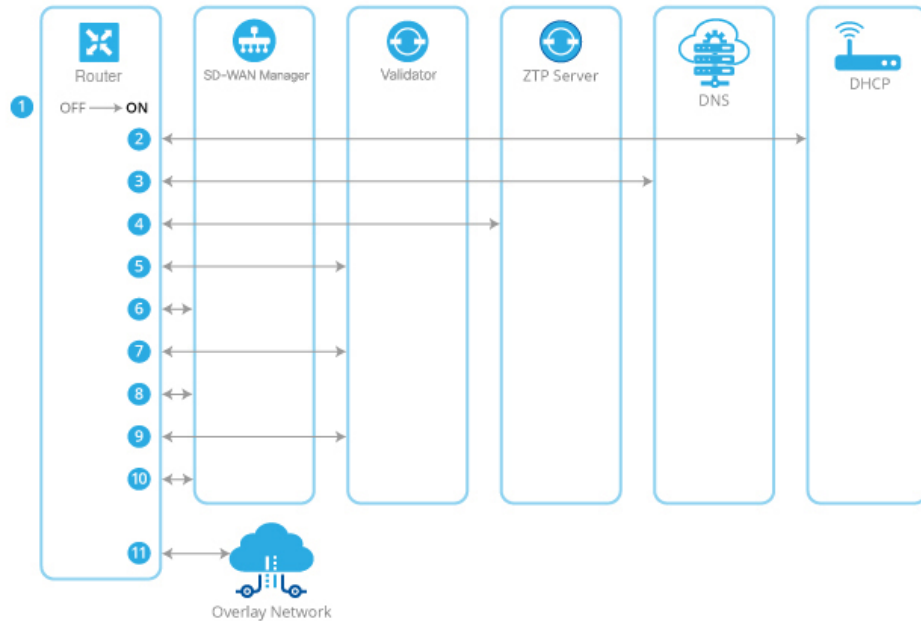 Router
SD-WAN Manager
Validator
ZTP Server
DNS
DHCP
1 OFF ON
2
3
4
5
6
7
8
9
10
11
Overlay Network